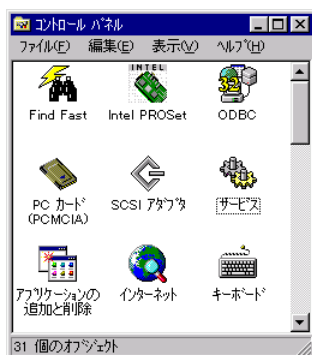 コントロール パネル
ファイル(F) 編集(E) 表示(V) ヘルプ(H)
INTEL
32
Find Fast Intel PROSet ODBC
PC カード
(PCMCIA) SCSI アダプタ サービス
アプリケーションの
追加と削除 インターネット キーボード
31 個のオブジェクト